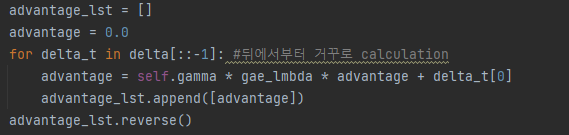 advantage_lst = []
advantage = 0.0
for delta_t in delta[::-1]: #뒤에서부터 거꾸로 calculation
    advantage = self.gamma * gae_lmbda * advantage + delta_t[0]
    advantage_lst.append([advantage])
advantage_lst.reverse()